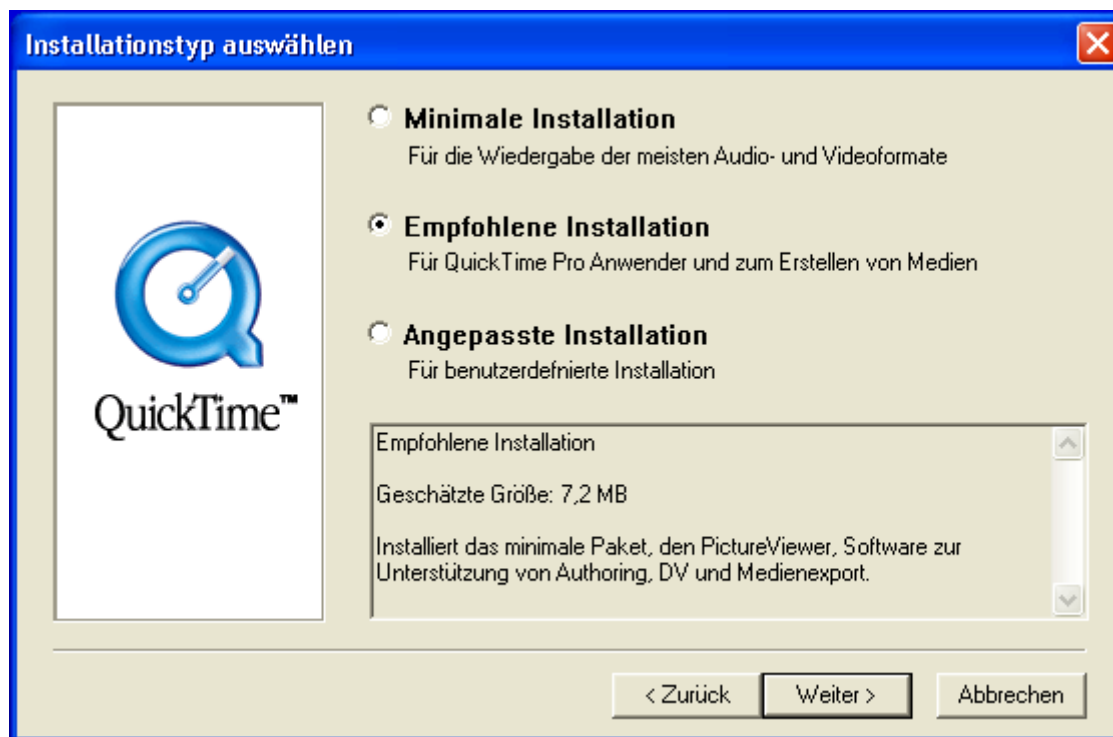 Installationstyp auswählen
Minimale Installation
Für die Wiedergabe der meisten Audio- und Videoformate
Empfohlene Installation
Für QuickTime Pro Anwender und zum Erstellen von Medien
Angepasste Installation
Für benutzerdefnierte Installation
QuickTime™
Empfohlene Installation
Geschätzte Größe: 7,2 MB
Installiert das minimale Paket, den PictureViewer, Software zur
Unterstützung von Authoring, DV und Medienexport.
< Zurück
Weiter >
Abbrechen